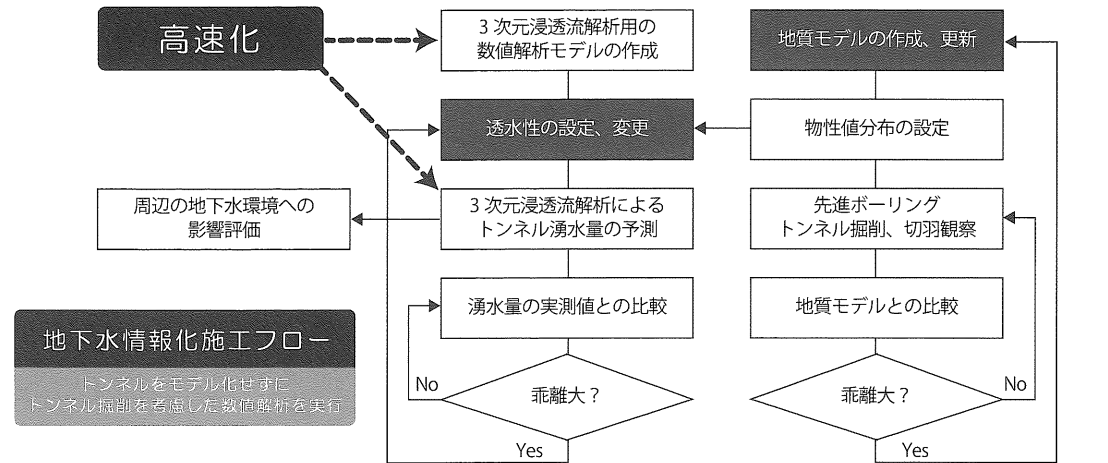 高速化
3次元浸透流解析用の
数値解析モデルの作成
地質モデルの作成、更新
透水性の設定、変更
物性値分布の設定
周辺の地下水環境への
影響評価
3次元浸透流解析による
トンネル湧水量の予測
先進ボーリング
トンネル掘削、切羽観察
湧水量の実測値との比較
地質モデルとの比較
地下水情報化施工フロー
トンネルをモデル化せずに
トンネル掘削を考慮した数値解析を実行
No
乖離大？
Yes
乖離大？
No
Yes